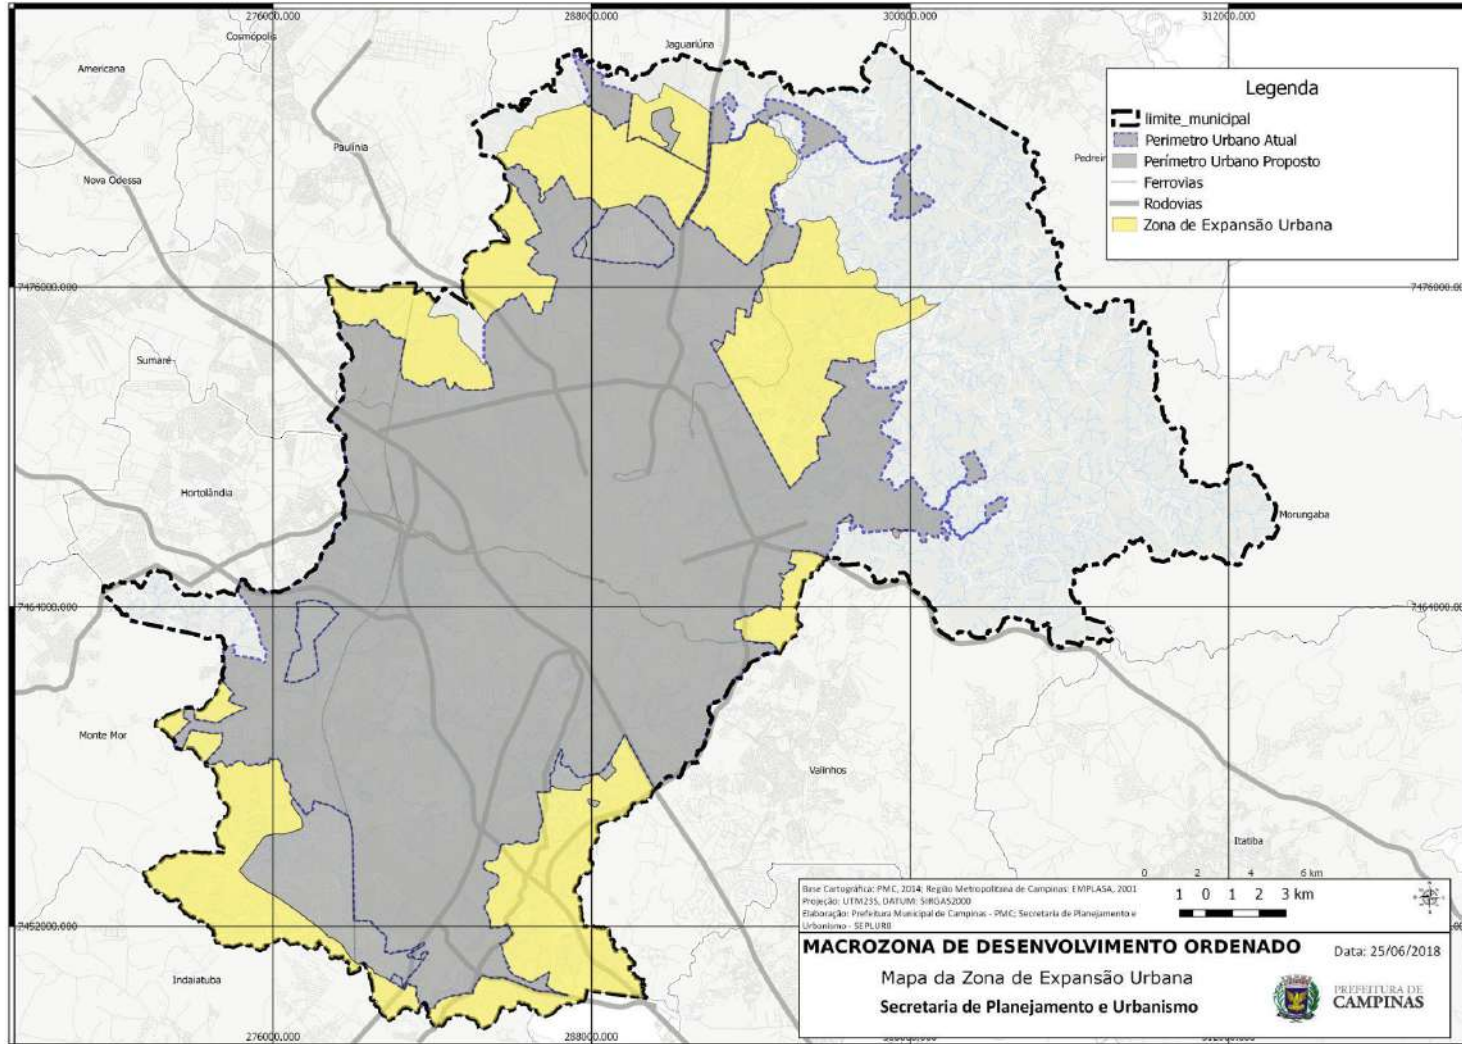 276000.000
288000.000
300000.000
312000.000
Cosmópolis
Jaguariúna
Americana
Paulínia
Nova Odessa
Legenda
limite_municipal
Perimetro Urbano Atual
Perímetro Urbano Proposto
Ferrovias
Rodovias
Zona de Expansão Urbana
7476000.000
7476000.00
Sumaré
Hortolândia
Morungaba
7464000.000
7464000.00
Monte Mor
Valinhos
Itatiba
0 2 4 6 km
1 0 1 2 3 km
Base Cartográfica: PMC, 2014; Região Metropolitana de Campinas: EMPLASA, 2001
Projeção: UTM23S, DATUM: SIRGAS2000
Elaboração: Prefeitura Municipal de Campinas - PMC; Secretaria de Planejamento e
Urbanismo - SEPLURB
7452000.000
MACROZONA DE DESENVOLVIMENTO ORDENADO
Data: 25/06/2018
Indaiatuba
Mapa da Zona de Expansão Urbana
Secretaria de Planejamento e Urbanismo
PREFEITURA DE
CAMPINAS
276000.000
288000.000